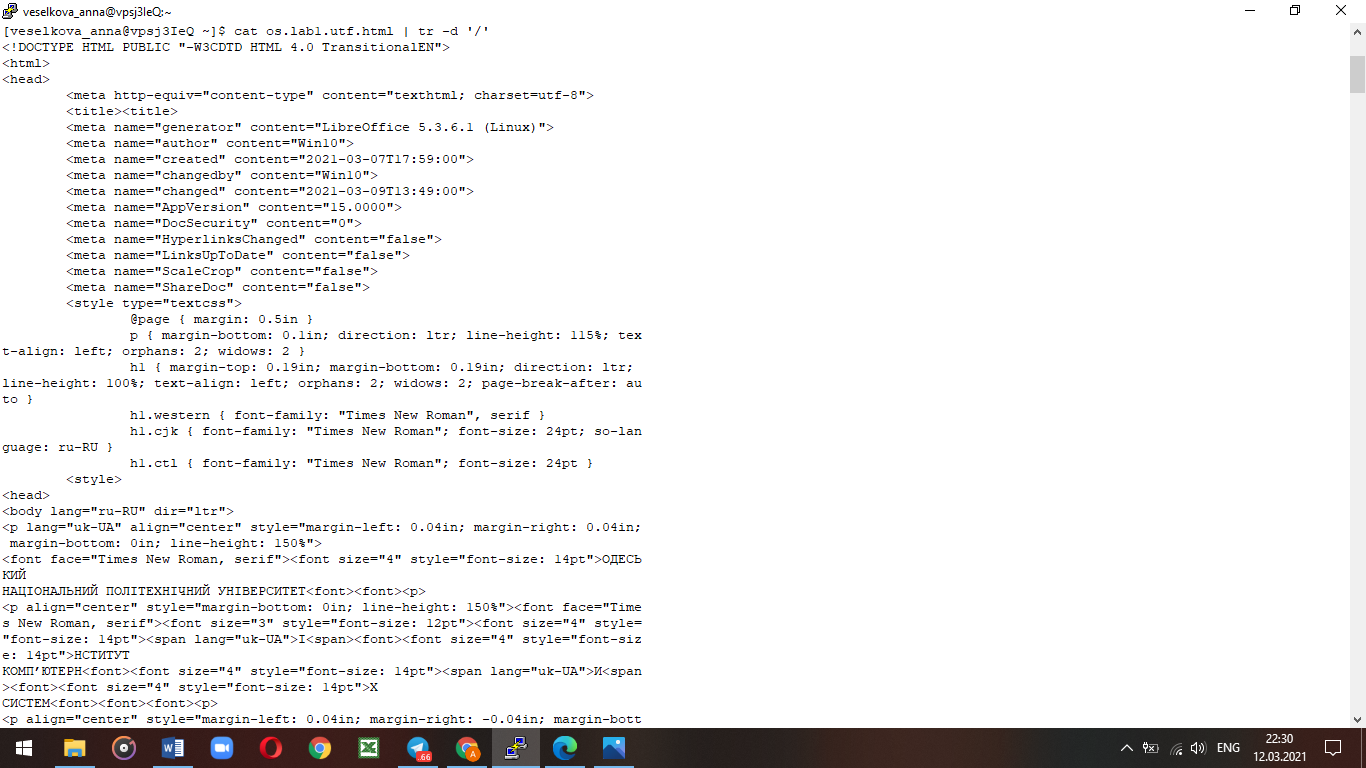 veselkova_anna@vpsj3IeQ:~
[veselkova_anna@vpsj3IeQ ~]$ cat os.lab1.utf.html | tr -d '/'
<!DOCTYPE HTML PUBLIC "-W3CDTD HTML 4.0 TransitionalEN">
<html>
<head>
        <meta http-equiv="content-type" content="texthtml; charset=utf-8">
        <title><title>
        <meta name="generator" content="LibreOffice 5.3.6.1 (Linux)">
        <meta name="author" content="Win10">
        <meta name="created" content="2021-03-07T17:59:00">
        <meta name="changedby" content="Win10">
        <meta name="changed" content="2021-03-09T13:49:00">
        <meta name="AppVersion" content="15.0000">
        <meta name="DocSecurity" content="0">
        <meta name="HyperlinksChanged" content="false">
        <meta name="LinksUpToDate" content="false">
        <meta name="ScaleCrop" content="false">
        <meta name="ShareDoc" content="false">
        <style type="textcss">
                @page { margin: 0.5in }
                p { margin-bottom: 0.1in; direction: ltr; line-height: 115%; tex
t-align: left; orphans: 2; widows: 2 }
                h1 { margin-top: 0.19in; margin-bottom: 0.19in; direction: ltr;
line-height: 100%; text-align: left; orphans: 2; widows: 2; page-break-after: au
to }
                h1.western { font-family: "Times New Roman", serif }
                h1.cjk { font-family: "Times New Roman"; font-size: 24pt; so-lan
guage: ru-RU }
                h1.ctl { font-family: "Times New Roman"; font-size: 24pt }
        <style>
<head>
<body lang="ru-RU" dir="ltr">
<p lang="uk-UA" align="center" style="margin-left: 0.04in; margin-right: 0.04in;
 margin-bottom: 0in; line-height: 150%">
<font face="Times New Roman, serif"><font size="4" style="font-size: 14pt">ОДЕСЬ
КИЙ
НАЦІОНАЛЬНИЙ ПОЛІТЕХНІЧНИЙ УНІВЕРСИТЕТ<font><font><p>
<p align="center" style="margin-bottom: 0in; line-height: 150%"><font face="Time
s New Roman, serif"><font size="3" style="font-size: 12pt"><font size="4" style=
"font-size: 14pt"><span lang="uk-UA">І<span><font><font size="4" style="font-siz
e: 14pt">НСТИТУТ
КОМП’ЮТЕРН<font><font size="4" style="font-size: 14pt"><span lang="uk-UA">И<span
><font><font size="4" style="font-size: 14pt">Х
СИСТЕМ<font><font><font><p>
<p align="center" style="margin-left: 0.04in; margin-right: -0.04in; margin-bott
66
A
ENG
22:30
12.03.2021